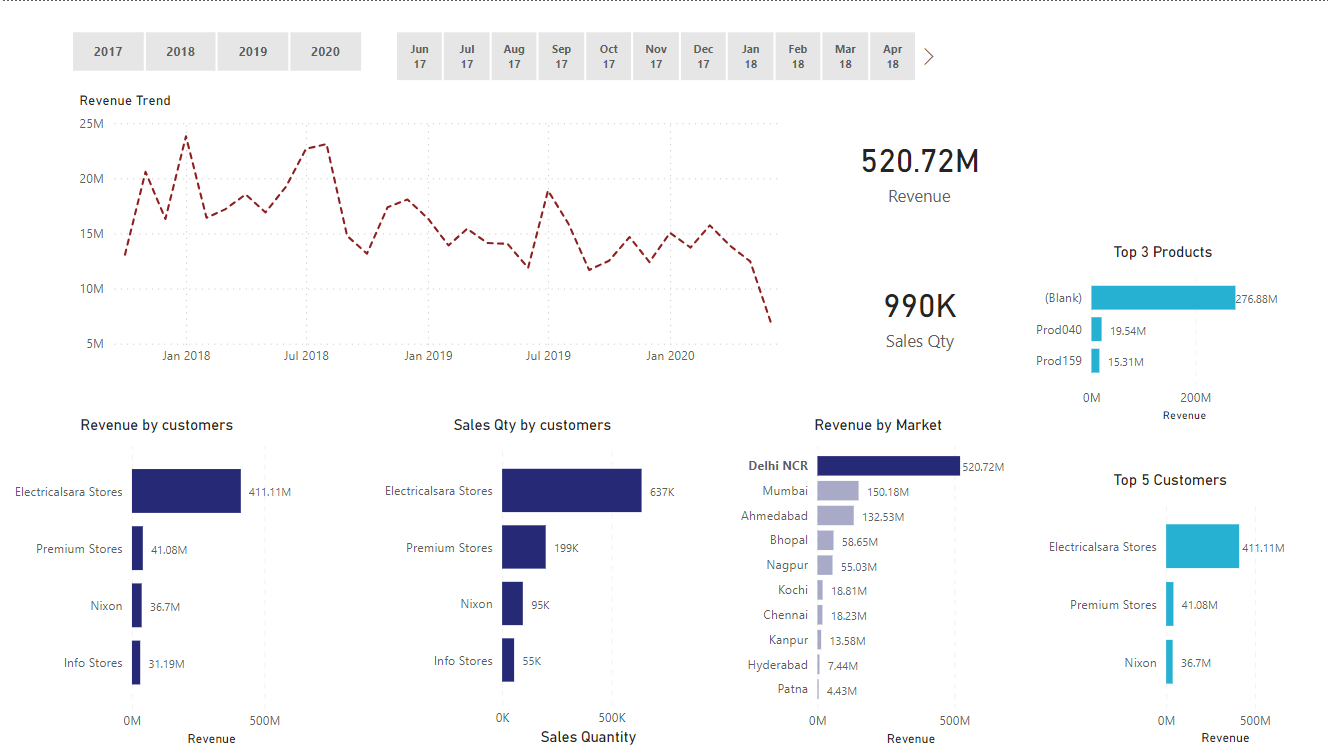 2017 2018 2019 2020
Jun Jul Aug Sep Oct Nov Dec Jan Feb Mar Apr
17 17 17 17 17 17 17 18 18 18 18
Revenue Trend
25M
20M
15M
10M
5M
Jan 2018 Jul 2018 Jan 2019 Jul 2019 Jan 2020
520.72M
Revenue
990K
Sales Qty
Top 3 Products
(Blank) 276.88M
Prod040 19.54M
Prod159 15.31M
0M 200M
Revenue
Revenue by customers
Electricalsara Stores 411.11M
Premium Stores 41.08M
Nixon 36.7M
Info Stores 31.19M
0M 500M
Revenue
Sales Qty by customers
Electricalsara Stores 637K
Premium Stores 199K
Nixon 95K
Info Stores 55K
0K 500K
Sales Quantity
Revenue by Market
Delhi NCR 520.72M
Mumbai 150.18M
Ahmedabad 132.53M
Bhopal 58.65M
Nagpur 55.03M
Kochi 18.81M
Chennai 18.23M
Kanpur 13.58M
Hyderabad 7.44M
Patna 4.43M
0M 500M
Revenue
Top 5 Customers
Electricalsara Stores 411.11M
Premium Stores 41.08M
Nixon 36.7M
0M 500M
Revenue